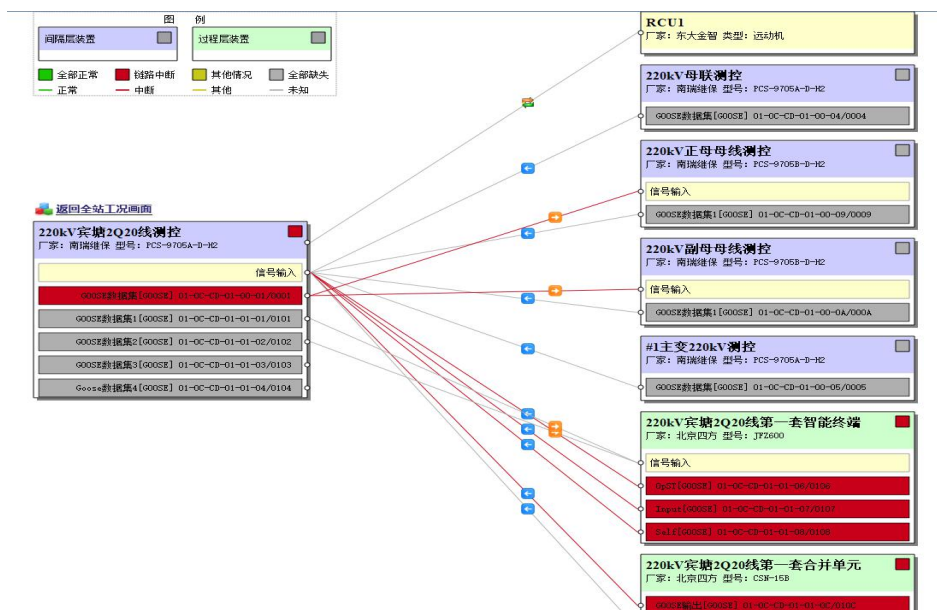 图 例
间隔层装置
过程层装置
全部正常 链路中断 其他情况 全部缺失
正常 中断 其他 未知
返回全站工况画面
220kV宾塘2Q20线测控
厂家: 南瑞继保 型号: PCS-9705A-D-H2
信号输入
GOOSE数据集[GOOSE] 01-0C-CD-01-00-01/0001
GOOSE数据集1[GOOSE] 01-0C-CD-01-01-01/0101
GOOSE数据集2[GOOSE] 01-0C-CD-01-01-02/0102
GOOSE数据集3[GOOSE] 01-0C-CD-01-01-03/0103
Goose数据集4[GOOSE] 01-0C-CD-01-01-04/0104
RCU1
厂家: 东大金智 类型: 远动机
220kV母联测控
厂家: 南瑞继保 型号: PCS-9705A-D-H2
GOOSE数据集[GOOSE] 01-0C-CD-01-00-04/0004
220kV正母母线测控
厂家: 南瑞继保 型号: PCS-9705B-D-H2
信号输入
GOOSE数据集1[GOOSE] 01-0C-CD-01-00-09/0009
220kV副母母线测控
厂家: 南瑞继保 型号: PCS-9705B-D-H2
信号输入
GOOSE数据集1[GOOSE] 01-0C-CD-01-00-0A/000A
#1主变220kV测控
厂家: 南瑞继保 型号: PCS-9705A-D-H2
GOOSE数据集[GOOSE] 01-0C-CD-01-00-05/0005
220kV宾塘2Q20线第一套智能终端
厂家: 北京四方 型号: JFZ600
信号输入
GpST[GOOSE] 01-0C-CD-01-01-06/0106
Input[GOOSE] 01-0C-CD-01-01-07/0107
Self[GOOSE] 01-0C-CD-01-01-08/0108
220kV宾塘2Q20线第一套合并单元
厂家: 北京四方 型号: CSN-15B
GOOSE输出[GOOSE] 01-0C-CD-01-01-0C/010C